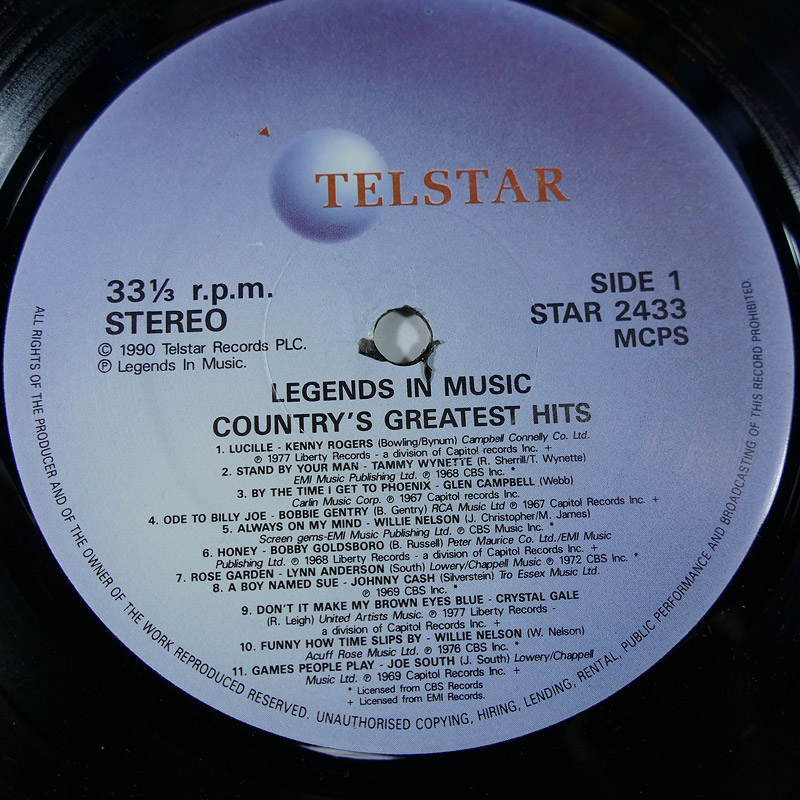 TELSTAR
33⅓ r.p.m.
STEREO
© 1990 Telstar Records PLC.
℗ Legends In Music.
SIDE 1
STAR 2433
MCPS
LEGENDS IN MUSIC
COUNTRY'S GREATEST HITS
1. LUCILLE - KENNY ROGERS (Bowling/Bynum) Campbell Connelly Co. Ltd.
℗ 1977 Liberty Records - a division of Capitol records Inc. +
2. STAND BY YOUR MAN - TAMMY WYNETTE (R. Sherrill/T. Wynette)
EMI Music Publishing Ltd. ℗ 1968 CBS Inc. *
3. BY THE TIME I GET TO PHOENIX - GLEN CAMPBELL (Webb)
Carlin Music Corp. ℗ 1967 Capitol records Inc.
4. ODE TO BILLY JOE - BOBBIE GENTRY (B. Gentry) RCA Music Ltd ℗ 1967 Capitol Records Inc. +
5. ALWAYS ON MY MIND - WILLIE NELSON (J. Christopher/M. James)
Screen gems-EMI Music Publishing Ltd. ℗ CBS Music Inc. *
6. HONEY - BOBBY GOLDSBORO (B. Russell) Peter Maurice Co. Ltd./EMI Music
Publishing Ltd. ℗ 1968 Liberty Records - a division of Capitol Records Inc. +
7. ROSE GARDEN - LYNN ANDERSON (South) Lowery/Chappell Music ℗ 1972 CBS Inc. *
8. A BOY NAMED SUE - JOHNNY CASH (Silverstein) Tro Essex Music Ltd.
℗ 1969 CBS Inc. *
9. DON'T IT MAKE MY BROWN EYES BLUE - CRYSTAL GALE
(R. Leigh) United Artists Music. ℗ 1977 Liberty Records -
a division of Capitol Records Inc. +
10. FUNNY HOW TIME SLIPS BY - WILLIE NELSON (W. Nelson)
Acuff Rose Music Ltd. ℗ 1976 CBS Inc. *
11. GAMES PEOPLE PLAY - JOE SOUTH (J. South) Lowery/Chappell
Music Ltd. ℗ 1969 Capitol Records Inc. +
* Licensed from CBS Records
+ Licensed from EMI Records.
ALL RIGHTS OF THE PRODUCER AND OF THE OWNER OF THE WORK REPRODUCED RESERVED. UNAUTHORISED COPYING, HIRING, LENDING, RENTAL, PUBLIC PERFORMANCE AND BROADCASTING OF THIS RECORD PROHIBITED.